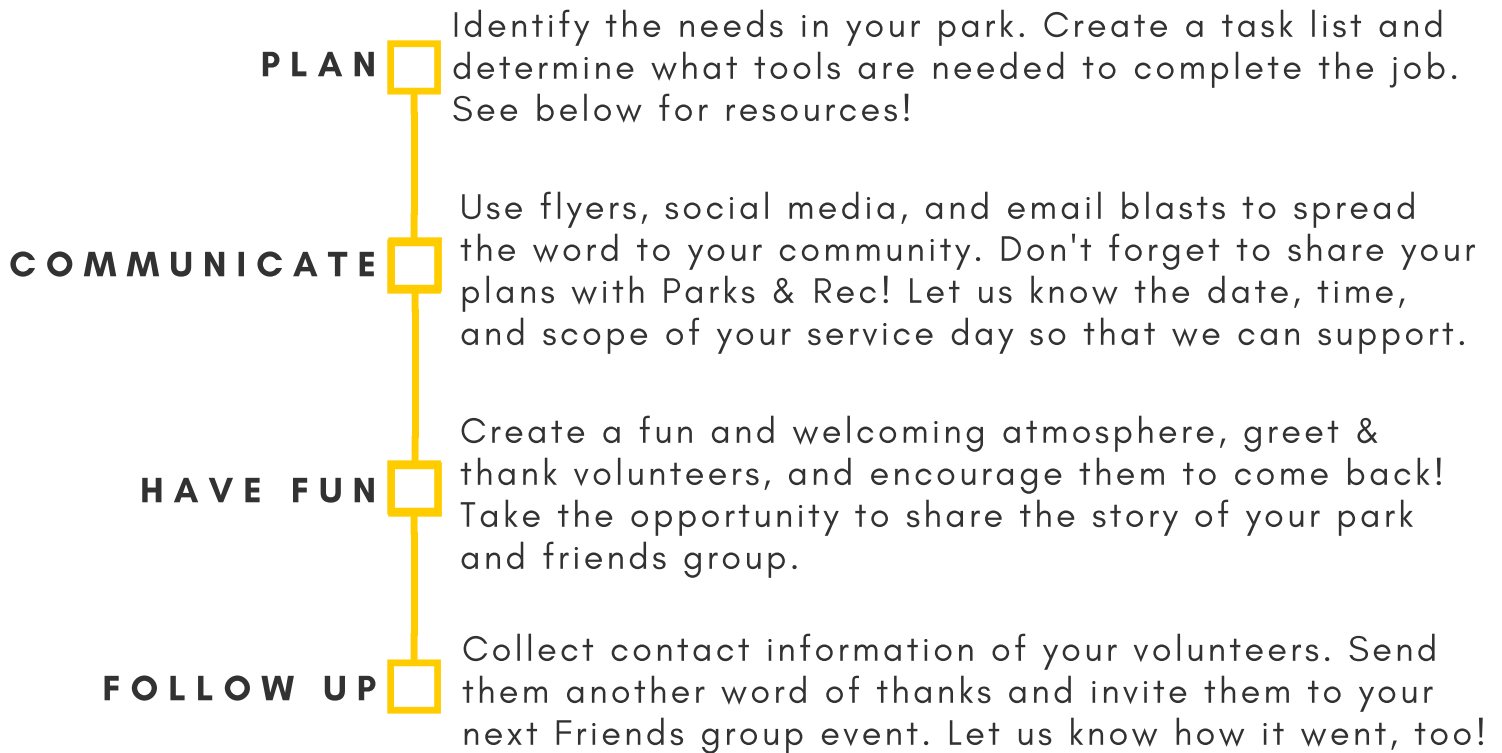 PLAN
Identify the needs in your park. Create a task list and
determine what tools are needed to complete the job.
See below for resources!
COMMUNICATE
Use flyers, social media, and email blasts to spread
the word to your community. Don't forget to share your
plans with Parks & Rec! Let us know the date, time,
and scope of your service day so that we can support.
HAVE FUN
Create a fun and welcoming atmosphere, greet &
thank volunteers, and encourage them to come back!
Take the opportunity to share the story of your park
and friends group.
FOLLOW UP
Collect contact information of your volunteers. Send
them another word of thanks and invite them to your
next Friends group event. Let us know how it went, too!